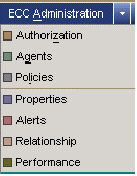 ECC Administration
Authorization
Agents
Policies
Properties
Alerts
Relationship
Performance